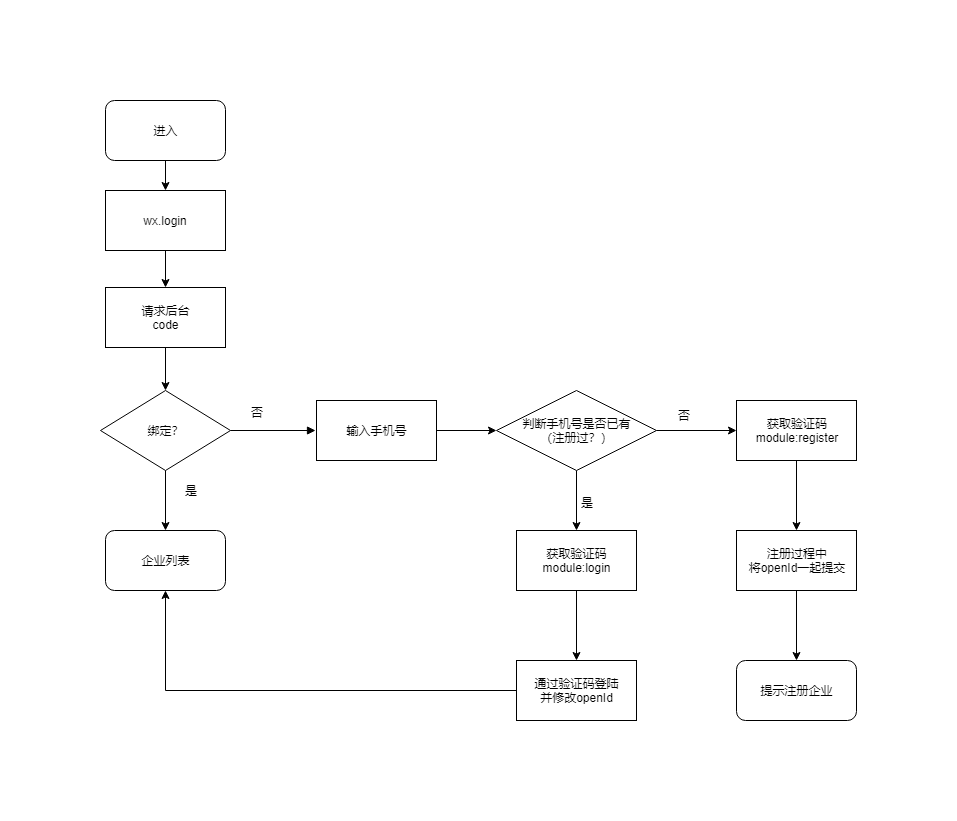 进入
wx.login
请求后台
code
绑定?
否
输入手机号
判断手机号是否已有
(注册过？)
否
获取验证码
module:register
是
企业列表
是
获取验证码
module:login
注册过程中
将openId一起提交
通过验证码登陆
并修改openId
提示注册企业